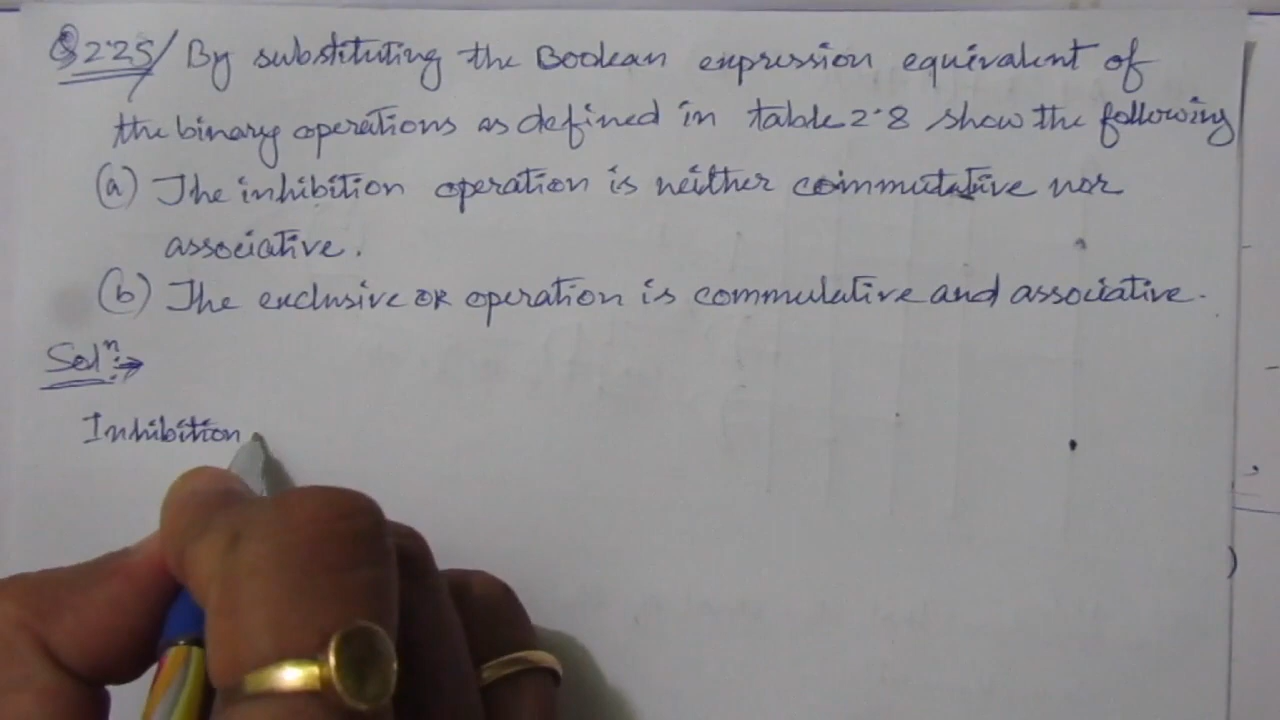 Q2.25/ By substituting the Boolean expression equivalent of
the binary operations as defined in table 2.8 show the following
(a) The inhibition operation is neither commutative nor
associative.
(b) The exclusive OR operation is commulative and associative.
Solⁿ:→
Inhibition